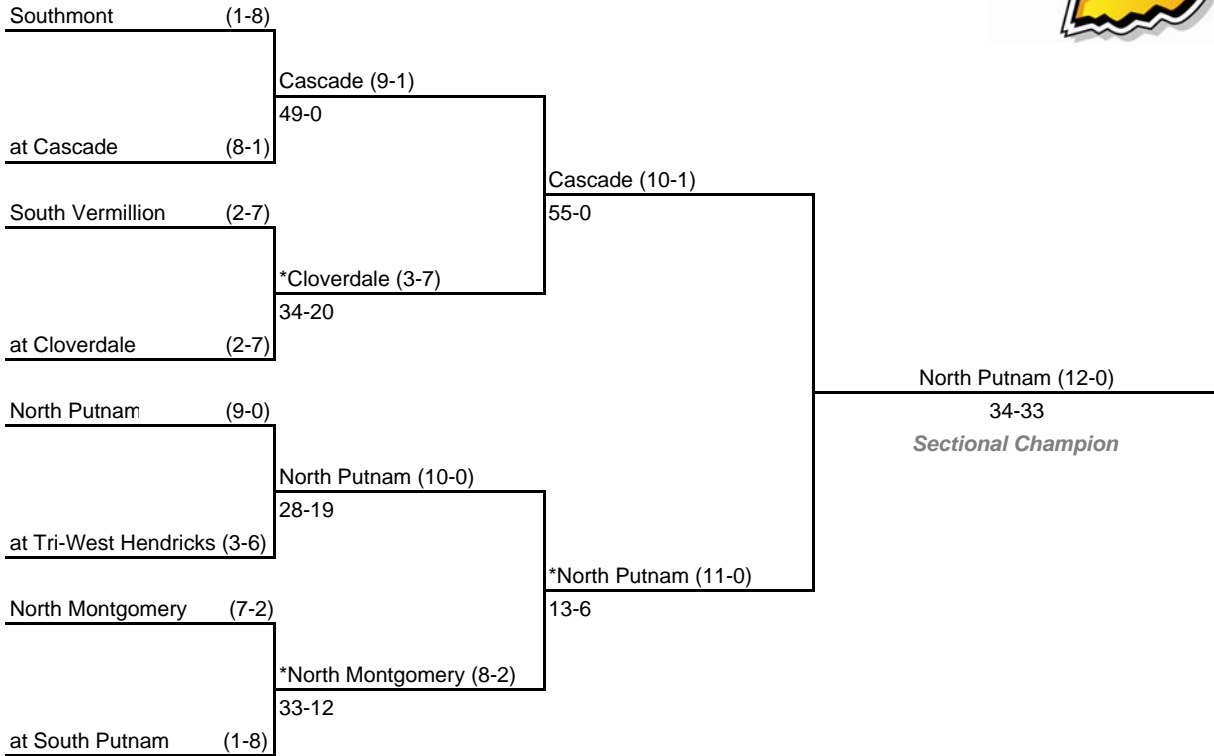 Southmont (1-8)
Cascade (9-1)
49-0
at Cascade (8-1)
Cascade (10-1)
55-0
South Vermillion (2-7)
*Cloverdale (3-7)
34-20
at Cloverdale (2-7)
North Putnam (12-0)
34-33
Sectional Champion
North Putnam (9-0)
North Putnam (10-0)
28-19
at Tri-West Hendricks (3-6)
*North Putnam (11-0)
13-6
North Montgomery (7-2)
*North Montgomery (8-2)
33-12
at South Putnam (1-8)